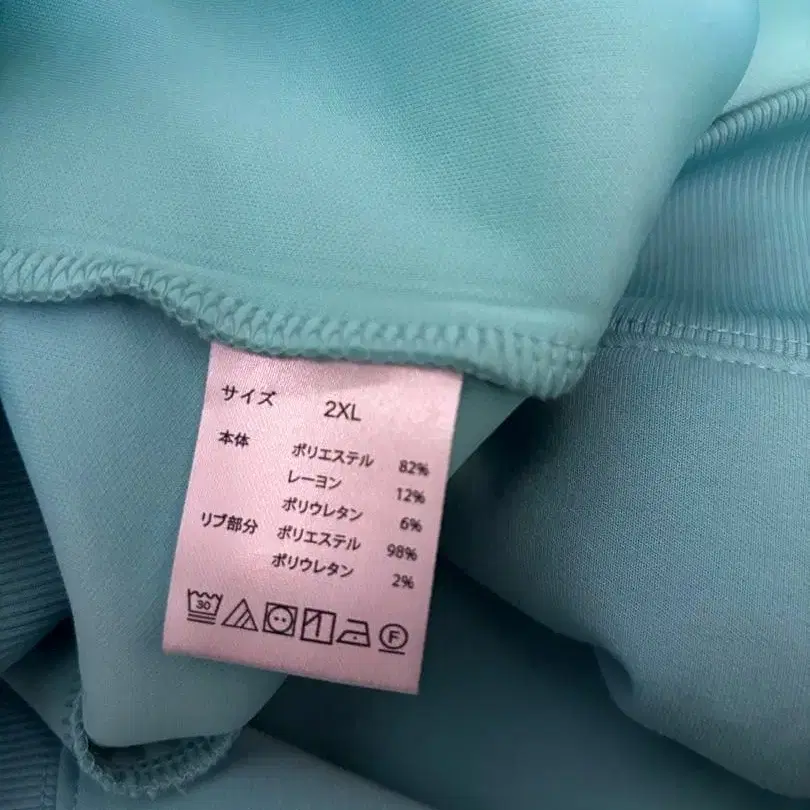 サイズ 2XL
本体 ポリエステル 82%
レーヨン 12%
ポリウレタン 6%
リブ部分 ポリエステル 98%
ポリウレタン 2%
30 F